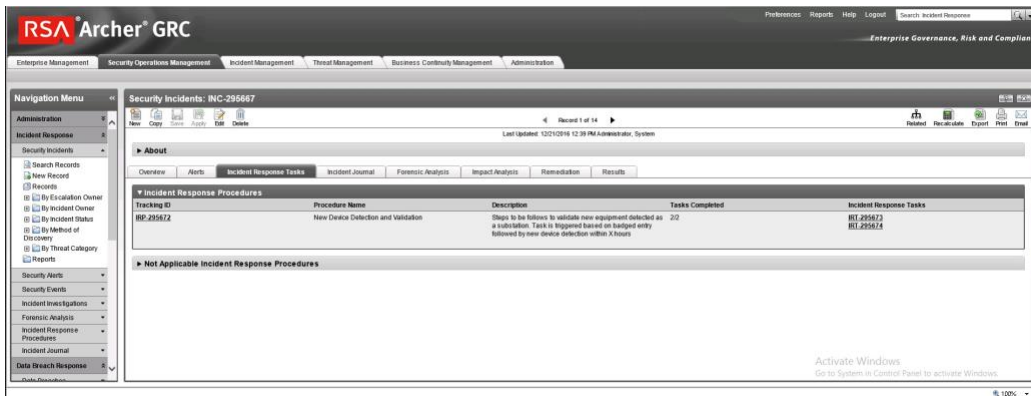 Preferences Reports Help Logout Search Incident Response
RSA Archer® GRC
Enterprise Governance, Risk and Complian
Enterprise Management Security Operations Management Incident Management Threat Management Business Continuity Management Administration
Navigation Menu
Security Incidents: INC-295667
Administration
New Copy Save Apply Edit Delete
Record 1 of 14
Related Recalculate Export Print Email
Incident Response
Last Updated: 12/21/2016 12:39 PM Administrator, System
Security Incidents
About
Search Records
New Record
Records
By Escalation Owner
By Incident Owner
By Incident Status
By Method of
Discovery
By Threat Category
Reports
Security Alerts
Security Events
Incident Investigations
Forensic Analysis
Incident Response
Procedures
Incident Journal
Data Breach Response
Data Breaches
Overview Alerts Incident Response Tasks Incident Journal Forensic Analysis Impact Analysis Remediation Results
Incident Response Procedures
Tracking ID Procedure Name Description Tasks Completed Incident Response Tasks
IRP-295672 New Device Detection and Validation Steps to be follows to validate new equipment detected as 2/2 IRT-295673
a substation. Task is triggered based on badged entry IRT-295674
followed by new device detection within X hours
Not Applicable Incident Response Procedures
Activate Windows
Go to System in Control Panel to activate Windows.
100%